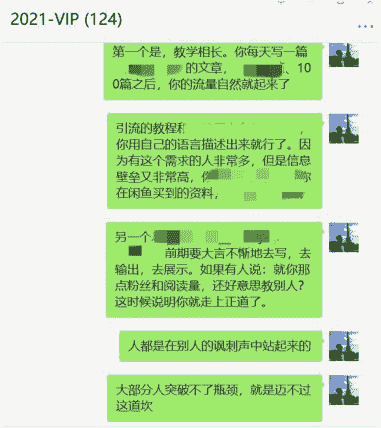 2021-VIP (124)
...
第一个是，教学相长。你每天写一篇
的文章，
、10
0篇之后，你的流量自然就起来了
引流的教程
，
你用自己的语言描述出来就行了。因
为有这个需求的人非常多，但是信息
壁垒又非常高，
你
在闲鱼买到的资料，
另一个
前期要大言不惭地去写，去
输出，去展示。如果有人说：就你那
点粉丝和阅读量，还好意思教别人？
这时候说明你就走上正道了。
人都是在别人的讽刺声中站起来的
大部分人突破不了瓶颈，就是迈不过
这道坎